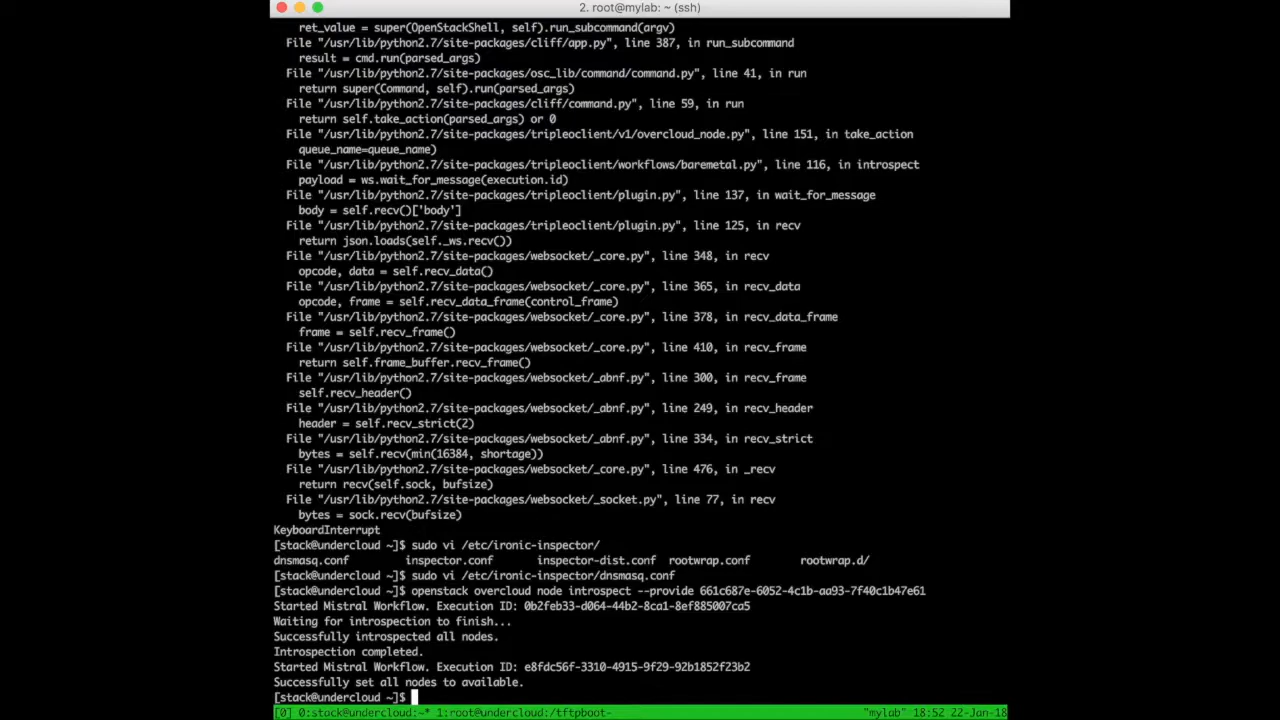 2. root@mylab: ~ (ssh)
ret_value = super(OpenStackShell, self).run_subcommand(argv)
File "/usr/lib/python2.7/site-packages/cliff/app.py", line 387, in run_subcommand
result = cmd.run(parsed_args)
File "/usr/lib/python2.7/site-packages/osc_lib/command/command.py", line 41, in run
return super(Command, self).run(parsed_args)
File "/usr/lib/python2.7/site-packages/cliff/command.py", line 59, in run
return self.take_action(parsed_args) or 0
File "/usr/lib/python2.7/site-packages/tripleoclient/v1/overcloud_node.py", line 151, in take_action
queue_name=queue_name)
File "/usr/lib/python2.7/site-packages/tripleoclient/workflows/baremetal.py", line 116, in introspect
payload = ws.wait_for_message(execution.id)
File "/usr/lib/python2.7/site-packages/tripleoclient/plugin.py", line 137, in wait_for_message
body = self.recv()['body']
File "/usr/lib/python2.7/site-packages/tripleoclient/plugin.py", line 125, in recv
return json.loads(self._ws.recv())
File "/usr/lib/python2.7/site-packages/websocket/_core.py", line 348, in recv
opcode, data = self.recv_data()
File "/usr/lib/python2.7/site-packages/websocket/_core.py", line 365, in recv_data
opcode, frame = self.recv_data_frame(control_frame)
File "/usr/lib/python2.7/site-packages/websocket/_core.py", line 378, in recv_data_frame
frame = self.recv_frame()
File "/usr/lib/python2.7/site-packages/websocket/_core.py", line 410, in recv_frame
return self.frame_buffer.recv_frame()
File "/usr/lib/python2.7/site-packages/websocket/_abnf.py", line 300, in recv_frame
self.recv_header()
File "/usr/lib/python2.7/site-packages/websocket/_abnf.py", line 249, in recv_header
header = self.recv_strict(2)
File "/usr/lib/python2.7/site-packages/websocket/_abnf.py", line 334, in recv_strict
bytes = self.recv(min(16384, shortage))
File "/usr/lib/python2.7/site-packages/websocket/_core.py", line 476, in _recv
return recv(self.sock, bufsize)
File "/usr/lib/python2.7/site-packages/websocket/_socket.py", line 77, in recv
bytes = sock.recv(bufsize)
KeyboardInterrupt
[stack@undercloud ~]$ sudo vi /etc/ironic-inspector/
dnsmasq.conf inspector.conf inspector-dist.conf rootwrap.conf rootwrap.d/
[stack@undercloud ~]$ sudo vi /etc/ironic-inspector/dnsmasq.conf
[stack@undercloud ~]$ openstack overcloud node introspect --provide 661c687e-6052-4c1b-aa93-7f40c1b47e61
Started Mistral Workflow. Execution ID: 0b2feb33-d064-44b2-8ca1-8ef885007ca5
Waiting for introspection to finish...
Successfully introspected all nodes.
Introspection completed.
Started Mistral Workflow. Execution ID: e8fdc56f-3310-4915-9f29-92b1852f23b2
Successfully set all nodes to available.
[stack@undercloud ~]$
[0] 0:stack@undercloud:~* 1:root@undercloud:/tftpboot- "mylab" 18:52 22-Jan-18